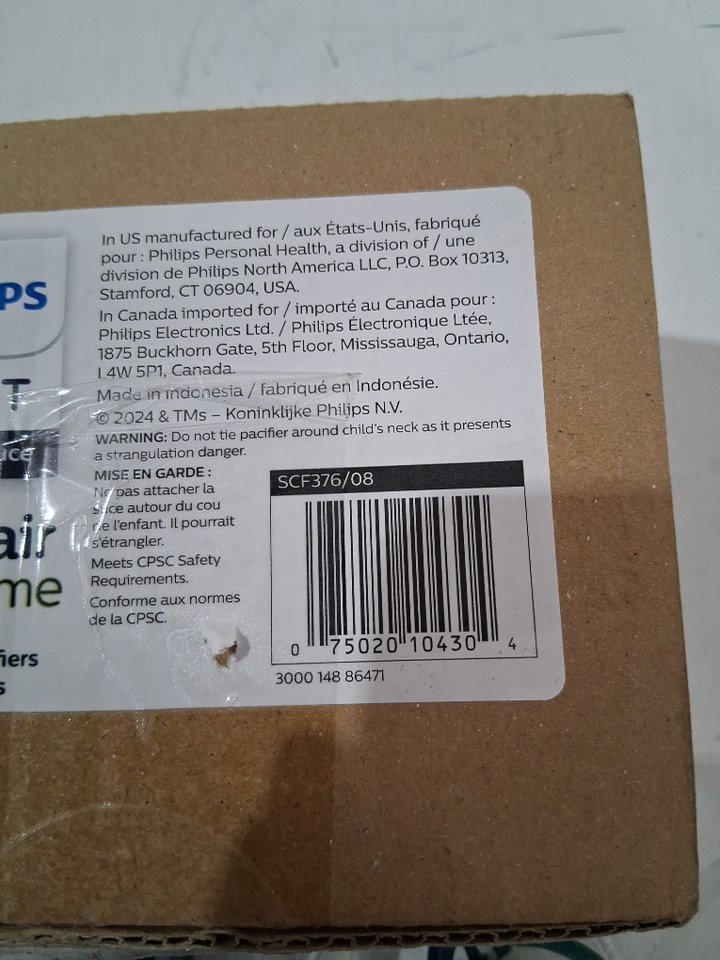 In US manufactured for / aux États-Unis, fabriqué
pour : Philips Personal Health, a division of / une
division de Philips North America LLC, P.O. Box 10313,
Stamford, CT 06904, USA.
In Canada imported for / importé au Canada pour :
Philips Electronics Ltd. / Philips Électronique Ltée,
1875 Buckhorn Gate, 5th Floor, Mississauga, Ontario,
L4W 5P1, Canada.
Made in Indonesia / fabriqué en Indonésie.
© 2024 & TMs – Koninklijke Philips N.V.
WARNING: Do not tie pacifier around child's neck as it presents
a strangulation danger.
MISE EN GARDE :
Ne pas attacher la
suce autour du cou
de l'enfant. Il pourrait
s'étrangler.
Meets CPSC Safety
Requirements.
Conforme aux normes
de la CPSC.
SCF376/08
0 75020 10430 4
3000 148 86471
PS
T
uce
air
me
fiers
s